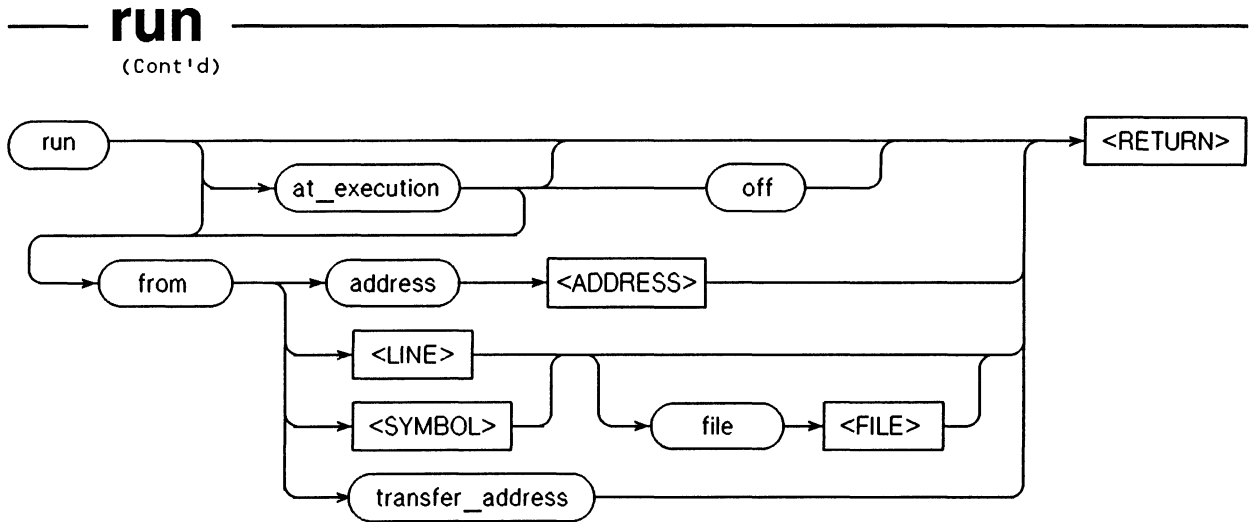 run
(Cont'd)
run
<RETURN>
at_execution
off
from
address
<ADDRESS>
<LINE>
<SYMBOL>
file
<FILE>
transfer_address